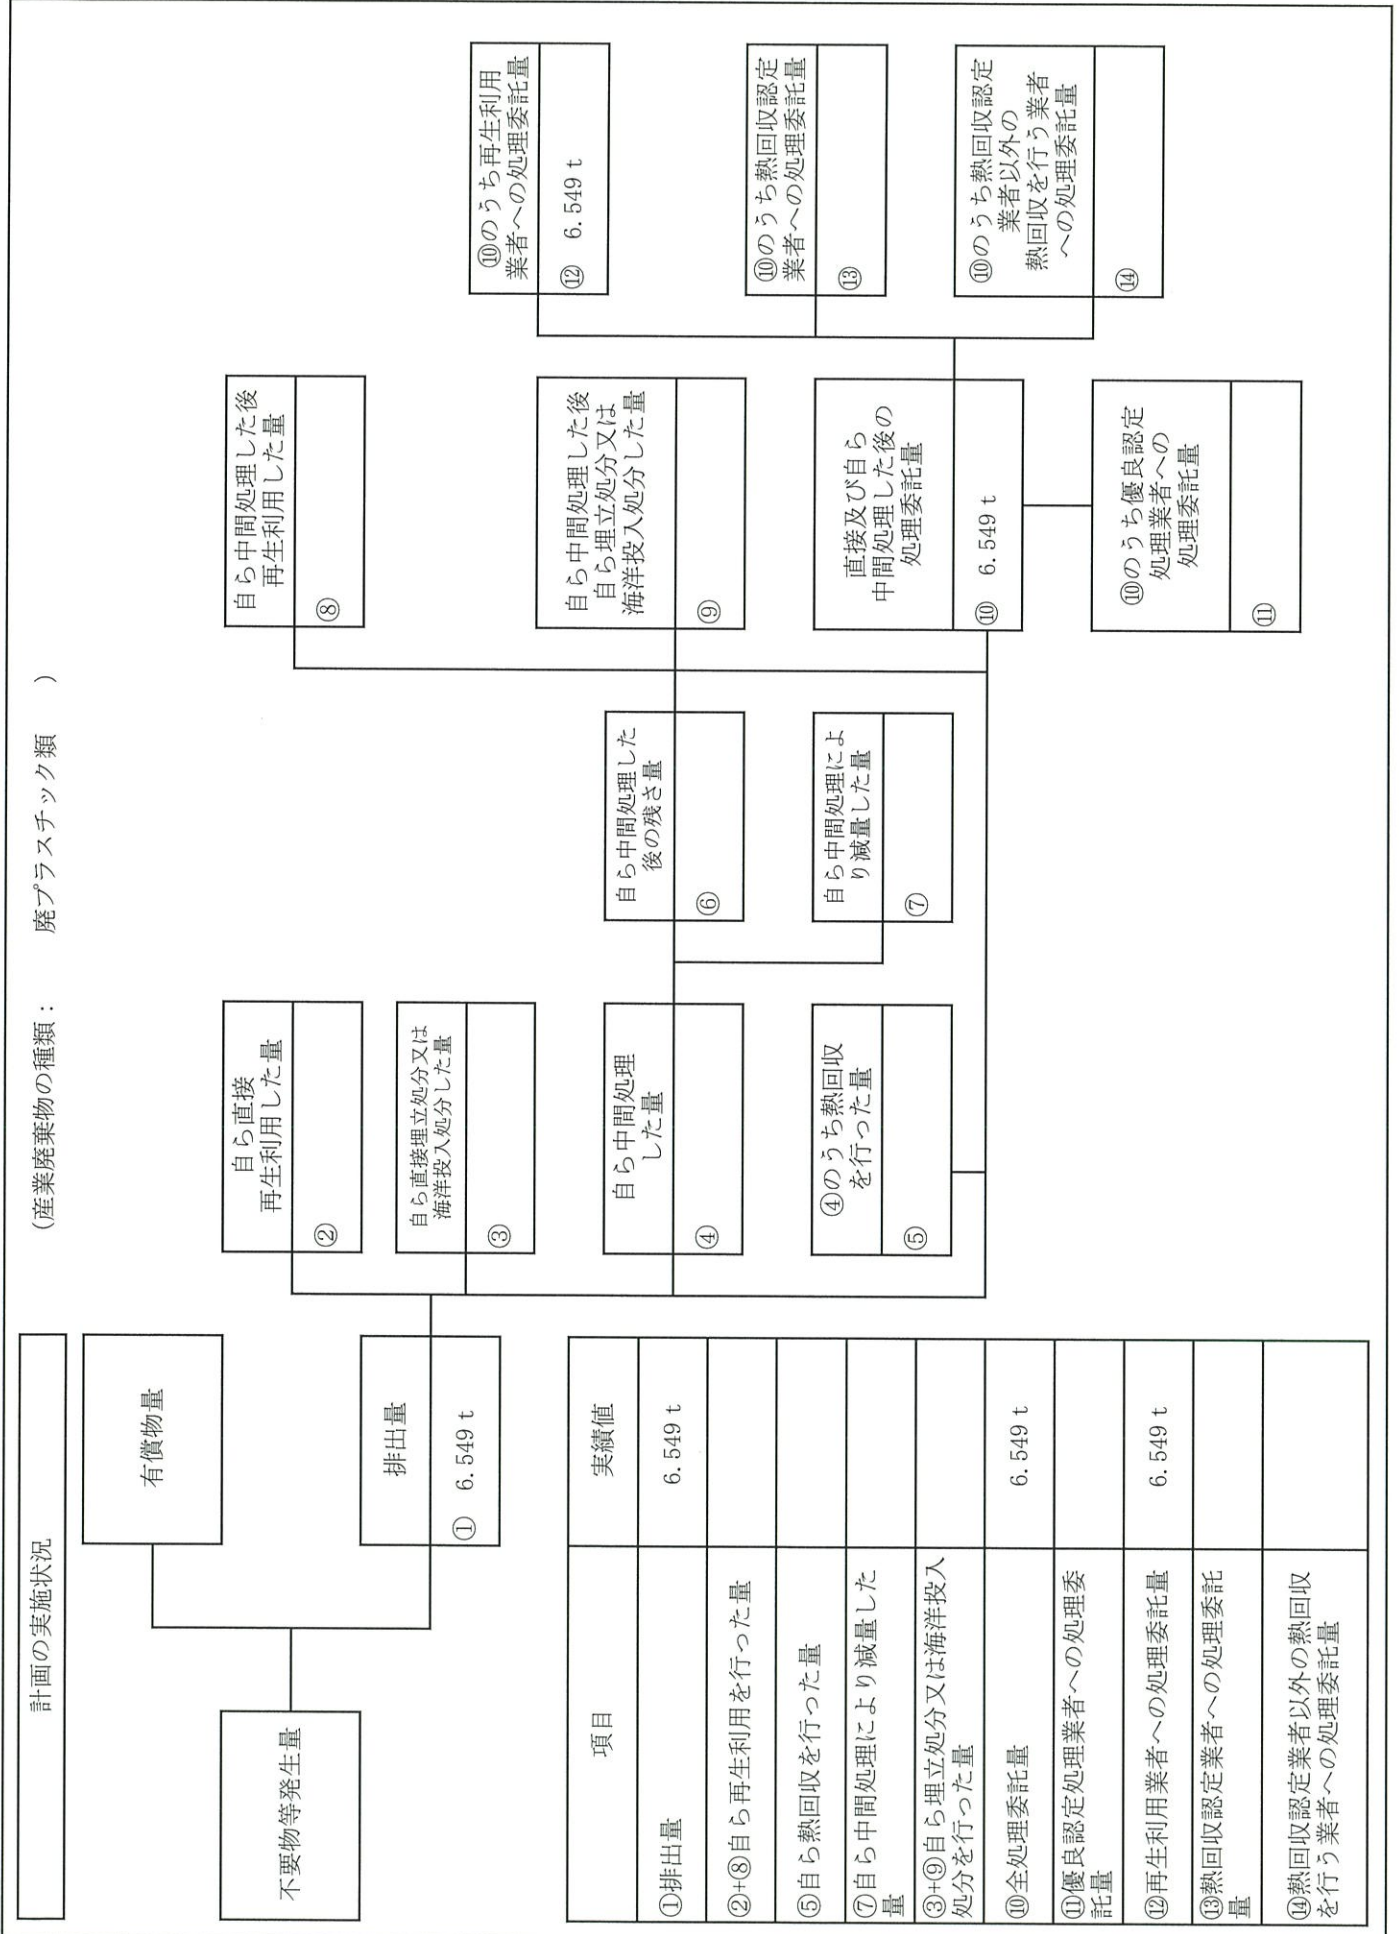 計画の実施状況
(産業廃棄物の種類： 廃プラスチック類 )
不要物等発生量
有償物量
排出量
① 6.549ｔ
自ら直接
再生利用した量
②
自ら直接埋立処分又は
海洋投入処分した量
③
自ら中間処理
した量
④
④のうち熱回収
を行った量
⑤
自ら中間処理した
後の残さ量
⑥
自ら中間処理によ
り減量した量
⑦
自ら中間処理した後
再生利用した量
⑧
自ら中間処理した後
自ら埋立処分又は
海洋投入処分した量
⑨
直接及び自ら
中間処理した後の
処理委託量
⑩ 6.549ｔ
⑩のうち優良認定
処理業者への
処理委託量
⑪
⑩のうち再生利用
業者への処理委託量
⑫ 6.549ｔ
⑩のうち熱回収認定
業者への処理委託量
⑬
⑩のうち熱回収認定
業者以外の
熱回収を行う業者
への処理委託量
⑭
項目 実績値
①排出量 6.549ｔ
②+⑧自ら再生利用を行った量
⑤自ら熱回収を行った量
⑦自ら中間処理により減量した
量
③+⑨自ら埋立処分又は海洋投入
処分を行った量
⑩全処理委託量 6.549ｔ
⑪優良認定処理業者への処理委
託量
⑫再生利用業者への処理委託量 6.549ｔ
⑬熱回収認定業者への処理委託
量
⑭熱回収認定業者以外の熱回収
を行う業者への処理委託量